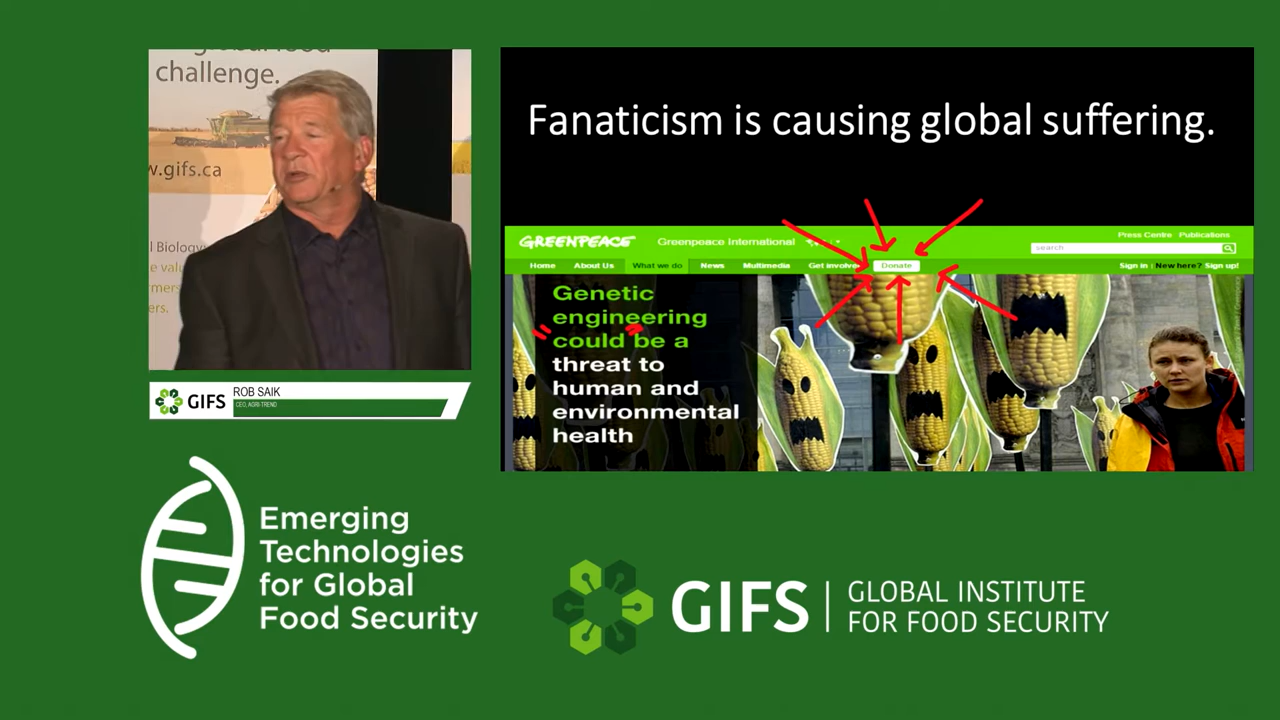 challenge.
w.gifs.ca
l Biology
e valu
mers
ers.
GIFS
ROB SAIK
CEO, AGRI-TREND
Emerging
Technologies
for Global
Food Security
Fanaticism is causing global suffering.
GREENPEACE
Greenpeace International
Press Centre
Publications
search
Home
About Us
What we do
News
Multimedia
Get involve
Donate
Sign in
New here? Sign up!
Genetic
engineering
could be a
threat to
human and
environmental
health
GIFS
GLOBAL INSTITUTE
FOR FOOD SECURITY